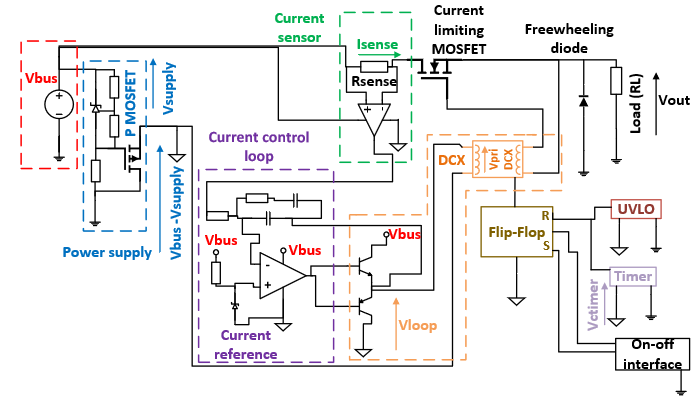 Current
sensor
Current
limiting
MOSFET
Freewheeling
diode
Isense
Rsense
+
-
Vbus
+
-
P MOSFET
Vsupply
Load (RL)
Vout
Current control
loop
DCX
Vpri
DCX
Power supply
Vbus -Vsupply
Vbus
Vbus
Vbus
-
+
Current
reference
Vloop
Flip-Flop
R
S
UVLO
Timer
Vctimer
On-off
interface